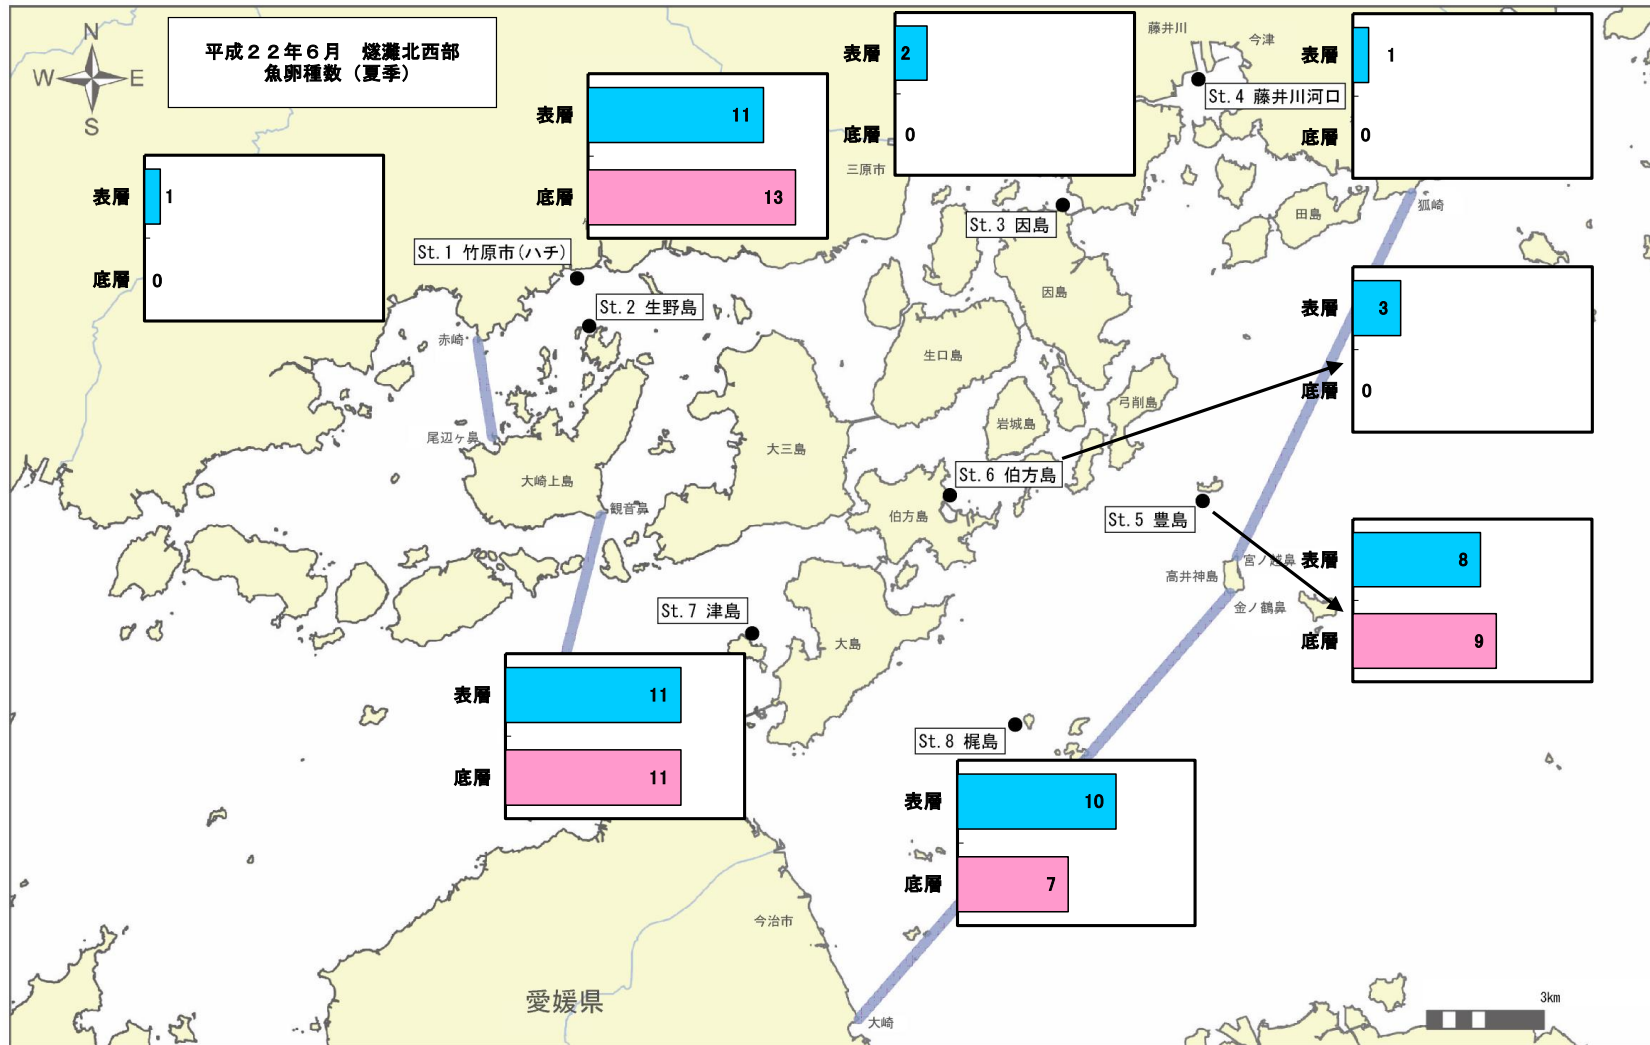 平成２２年６月　燧灘北西部
魚卵種数（夏季）
N
W
E
S
表層
1
底層
0
表層
11
底層
13
表層
2
底層
0
表層
1
底層
0
表層
3
底層
0
表層
8
底層
9
表層
11
底層
11
表層
10
底層
7
St.1 竹原市(ハチ)
St.2 生野島
St.3 因島
St.4 藤井川河口
St.5 豊島
St.6 伯方島
St.7 津島
St.8 梶島
藤井川
今津
三原市
田島
狐崎
因島
赤崎
生口島
弓削島
岩城島
尾辺ヶ鼻
大三島
大崎上島
観音鼻
伯方島
宮ノ越鼻
高井神島
金ノ鶴鼻
大島
今治市
愛媛県
大崎
3km